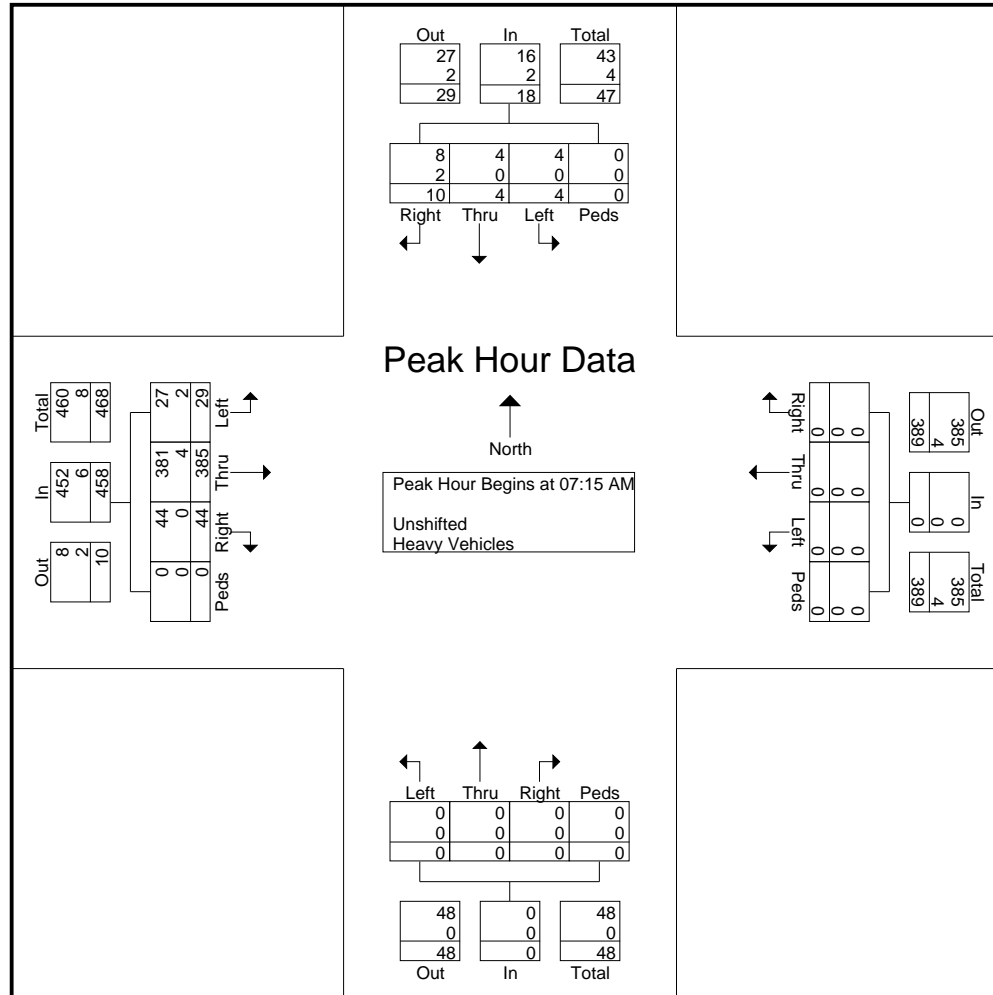 Out In Total
27 16 43
2 2 4
29 18 47
8 4 4 0
2 0 0 0
10 4 4 0
Right Thru Left Peds
Peak Hour Data
North
Peak Hour Begins at 07:15 AM
Unshifted
Heavy Vehicles
Total In Out
460 452 8
8 6 2
468 458 10
27 381 44 0
2 4 0 0
29 385 44 0
Left Thru Right Peds
Out In Total
385 0 385
4 0 4
389 0 389
0 0 0 0
0 0 0 0
0 0 0 0
Right Thru Left Peds
Left Thru Right Peds
0 0 0 0
0 0 0 0
0 0 0 0
48 0 48
0 0 0
48 0 48
Out In Total